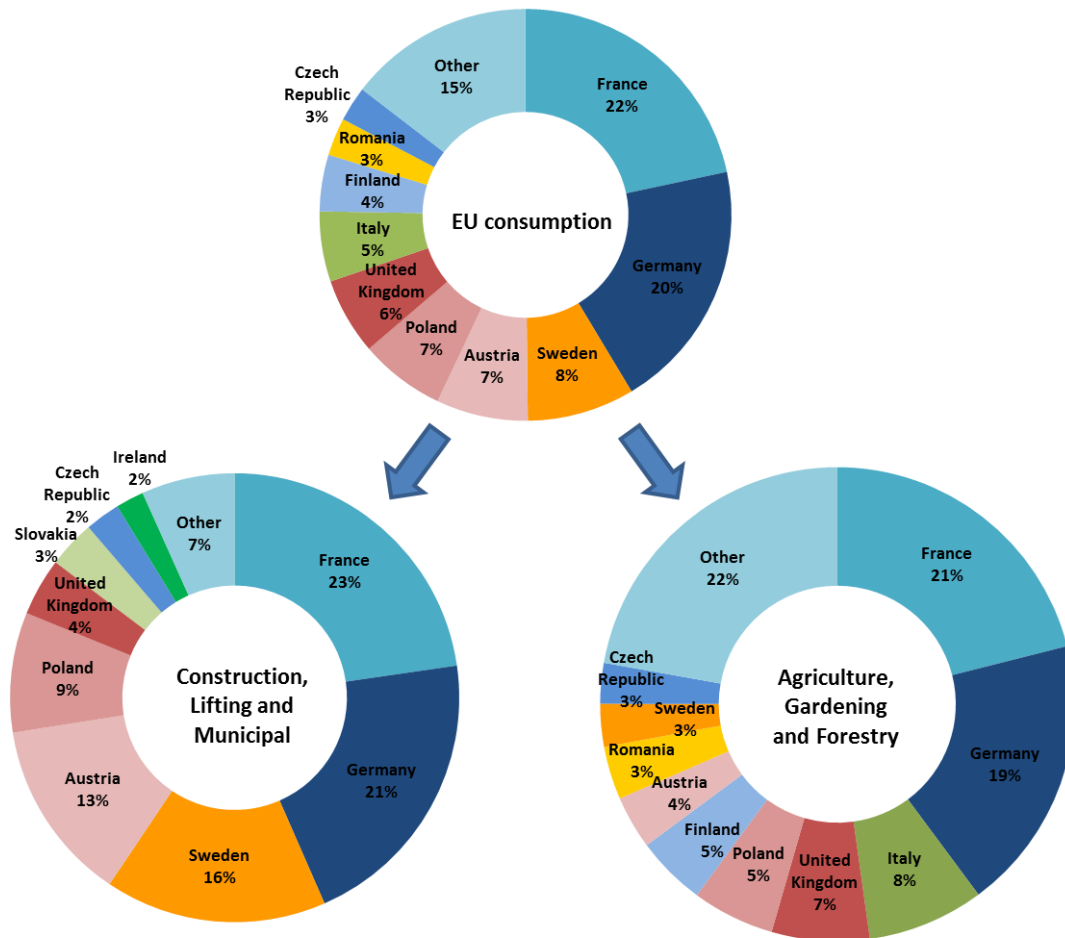 Other
15%
France
22%
Czech
Republic
3%
Romania
3%
Finland
4%
EU consumption
Italy
5%
Germany
20%
United
Kingdom
6%
Poland
7%
Austria
7%
Sweden
8%
Ireland
2%
Czech
Republic
2%
Slovakia
3%
Other
7%
France
23%
United
Kingdom
4%
Poland
9%
Construction,
Lifting and
Municipal
Germany
21%
Austria
13%
Sweden
16%
Other
22%
France
21%
Czech
Republic
3%
Sweden
3%
Romania
3%
Agriculture,
Gardening
and Forestry
Germany
19%
Austria
4%
Finland
5%
Poland
5%
United
Kingdom
7%
Italy
8%